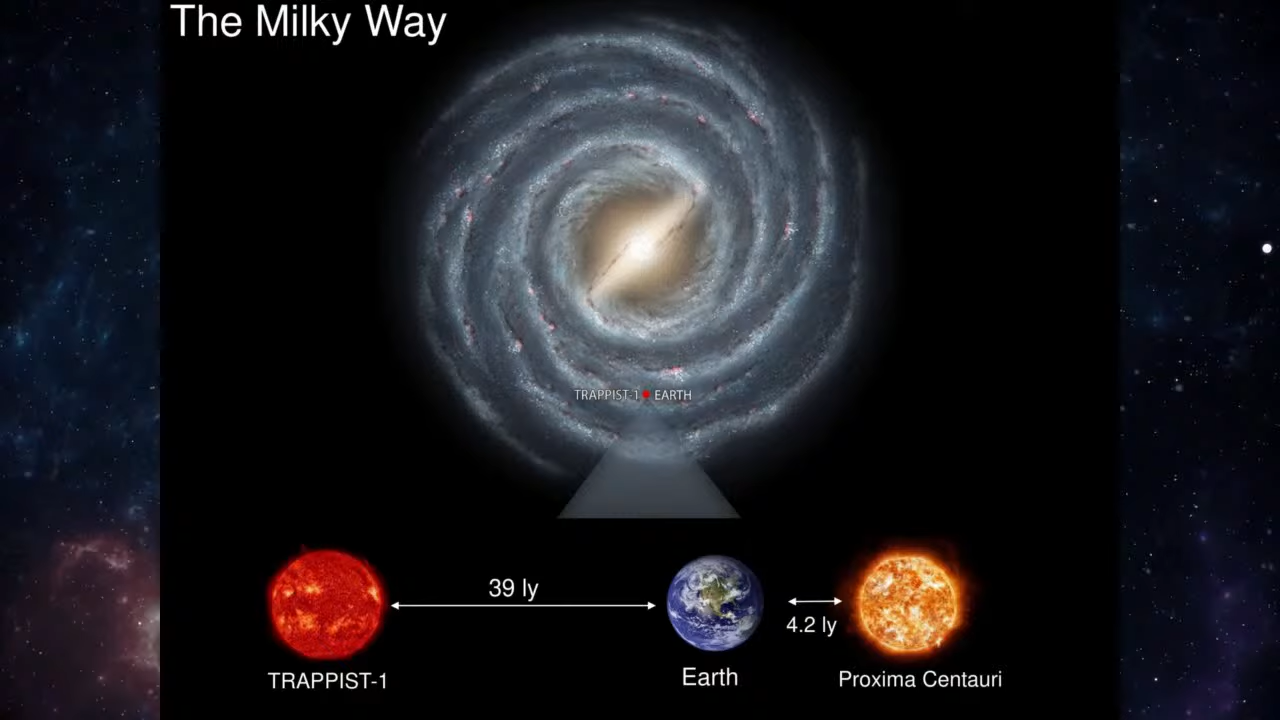 The Milky Way
TRAPPIST-1 EARTH
39 ly
4.2 ly
TRAPPIST-1
Earth
Proxima Centauri